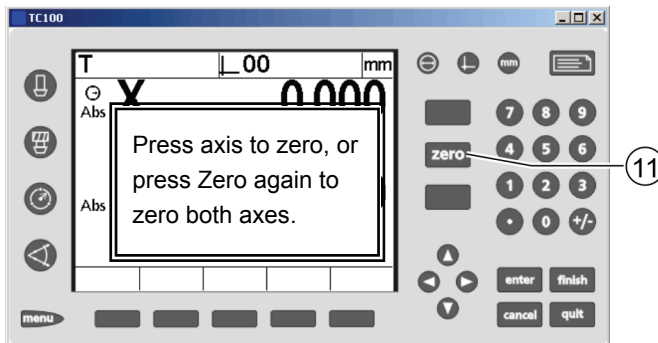 TC100
T 00 mm
X 0.000
Abs
Press axis to zero, or
press Zero again to
zero both axes.
Abs
mm
7 8 9
zero
4 5 6
11
1 2 3
• 0 +/-
enter finish
menu
cancel quit